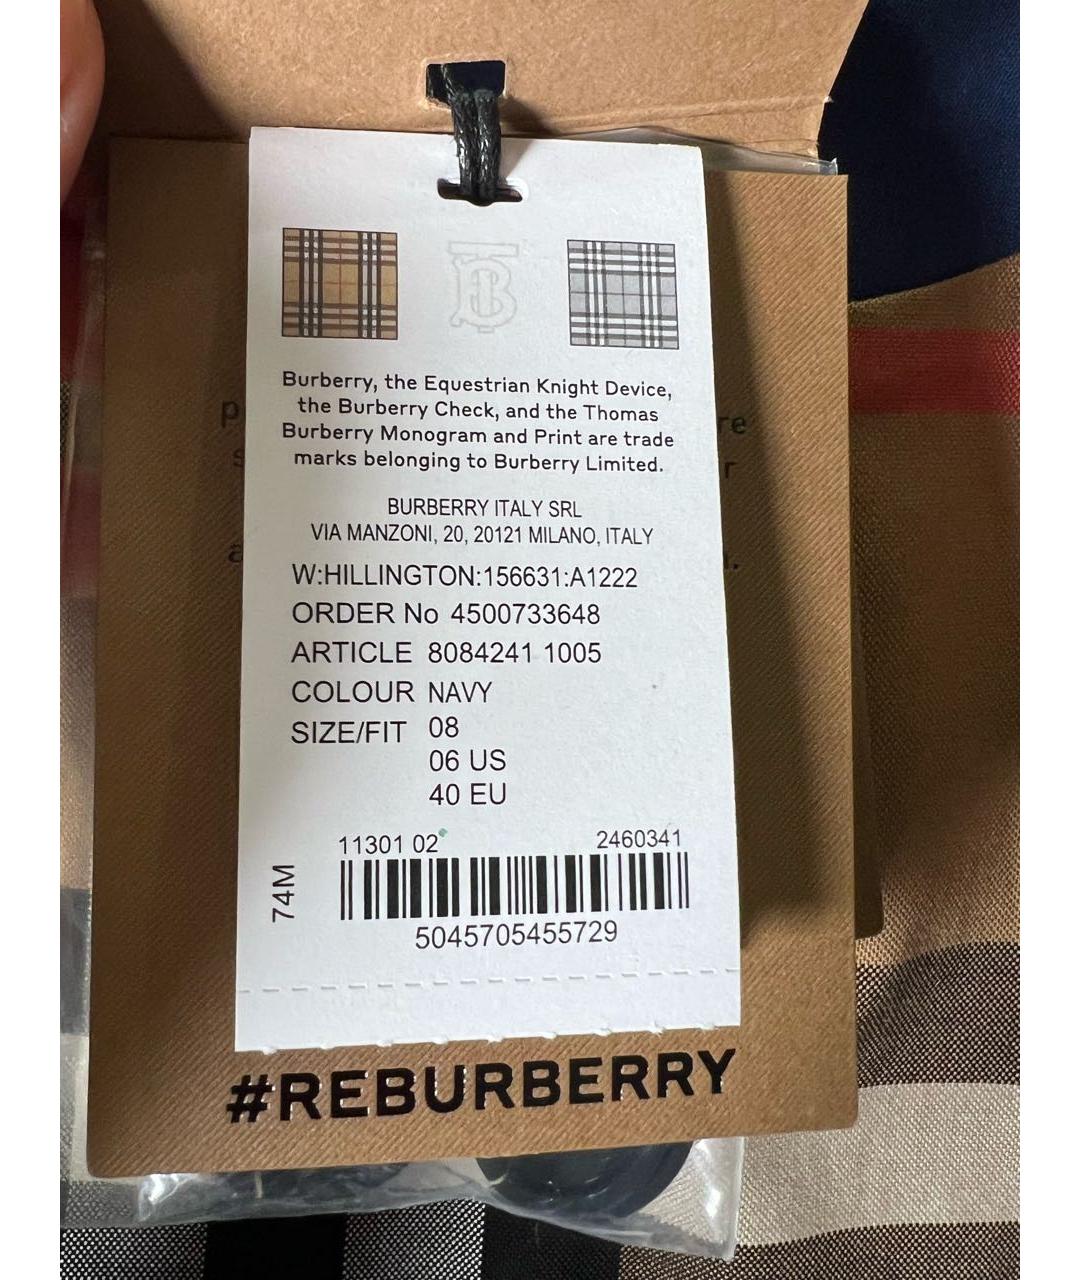 Burberry, the Equestrian Knight Device,
the Burberry Check, and the Thomas
Burberry Monogram and Print are trade
marks belonging to Burberry Limited.
BURBERRY ITALY SRL
VIA MANZONI, 20, 20121 MILANO, ITALY
W:HILLINGTON:156631:A1222
ORDER No 4500733648
ARTICLE 8084241 1005
COLOUR NAVY
SIZE/FIT 08
06 US
40 EU
11301 02 2460341
74M
5045705455729
#REBURBERRY